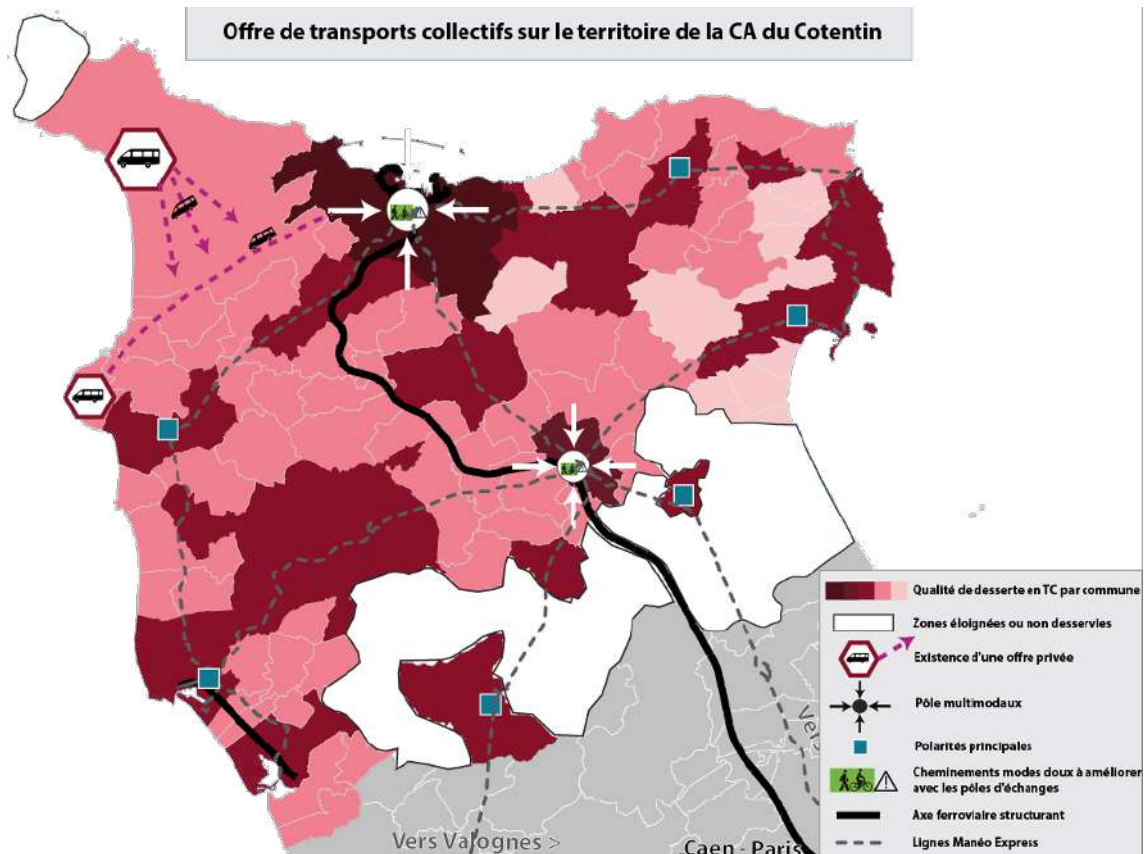 Offre de transports collectifs sur le territoire de la CA du Cotentin
Qualité de desserte en TC par commune
Zones éloignées ou non desservies
Existence d'une offre privée
Pôle multimodaux
Polarités principales
Cheminements modes doux à améliorer
avec les pôles d'échanges
Axe ferroviaire structurant
Lignes Manéo Express
Vers
Vers Valognes >
Caen - Paris